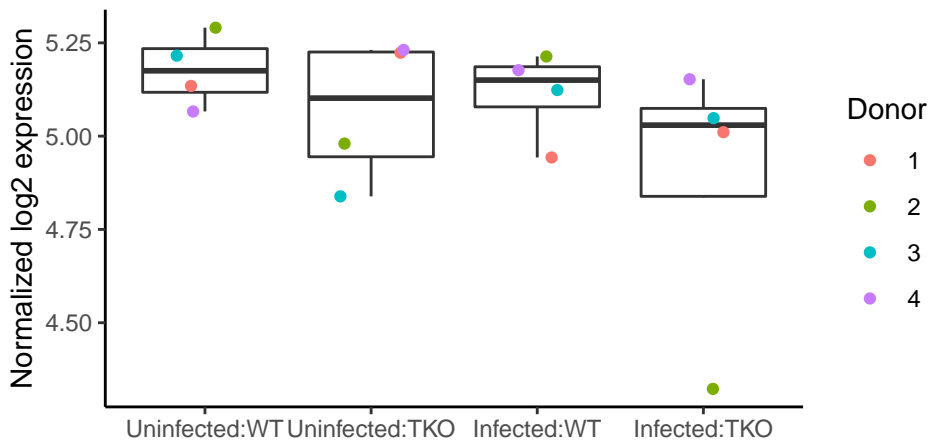 Normalized log2 expression
5.25
5.00
4.75
4.50
Uninfected:WT Uninfected:TKO Infected:WT Infected:TKO
Donor
1
2
3
4